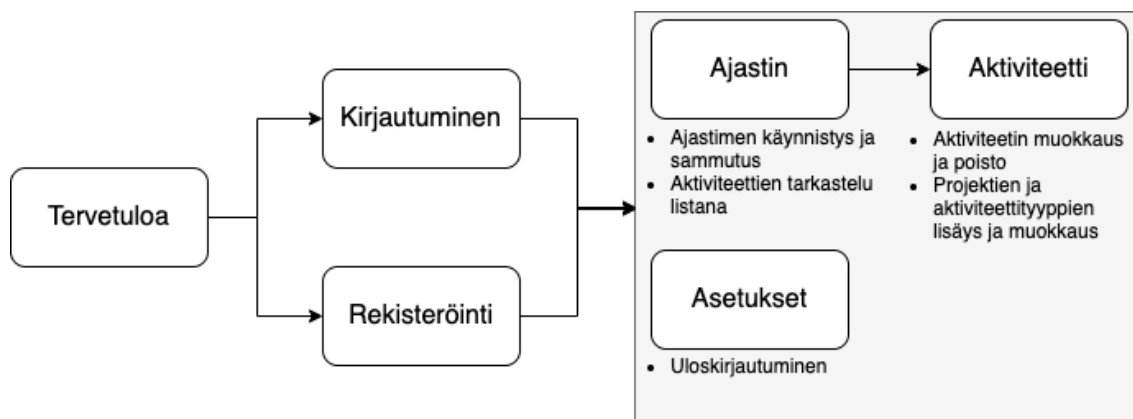 Tervetuloa
Kirjautuminen
Rekisteröinti
Ajastin
• Ajastimen käynnistys ja
sammutus
• Aktiviteettien tarkastelu
listana
Aktiviteetti
• Aktiviteetin muokkaus
ja poisto
• Projektien ja
aktiviteettityyppien
lisäys ja muokkaus
Asetukset
• Uloskirjautuminen